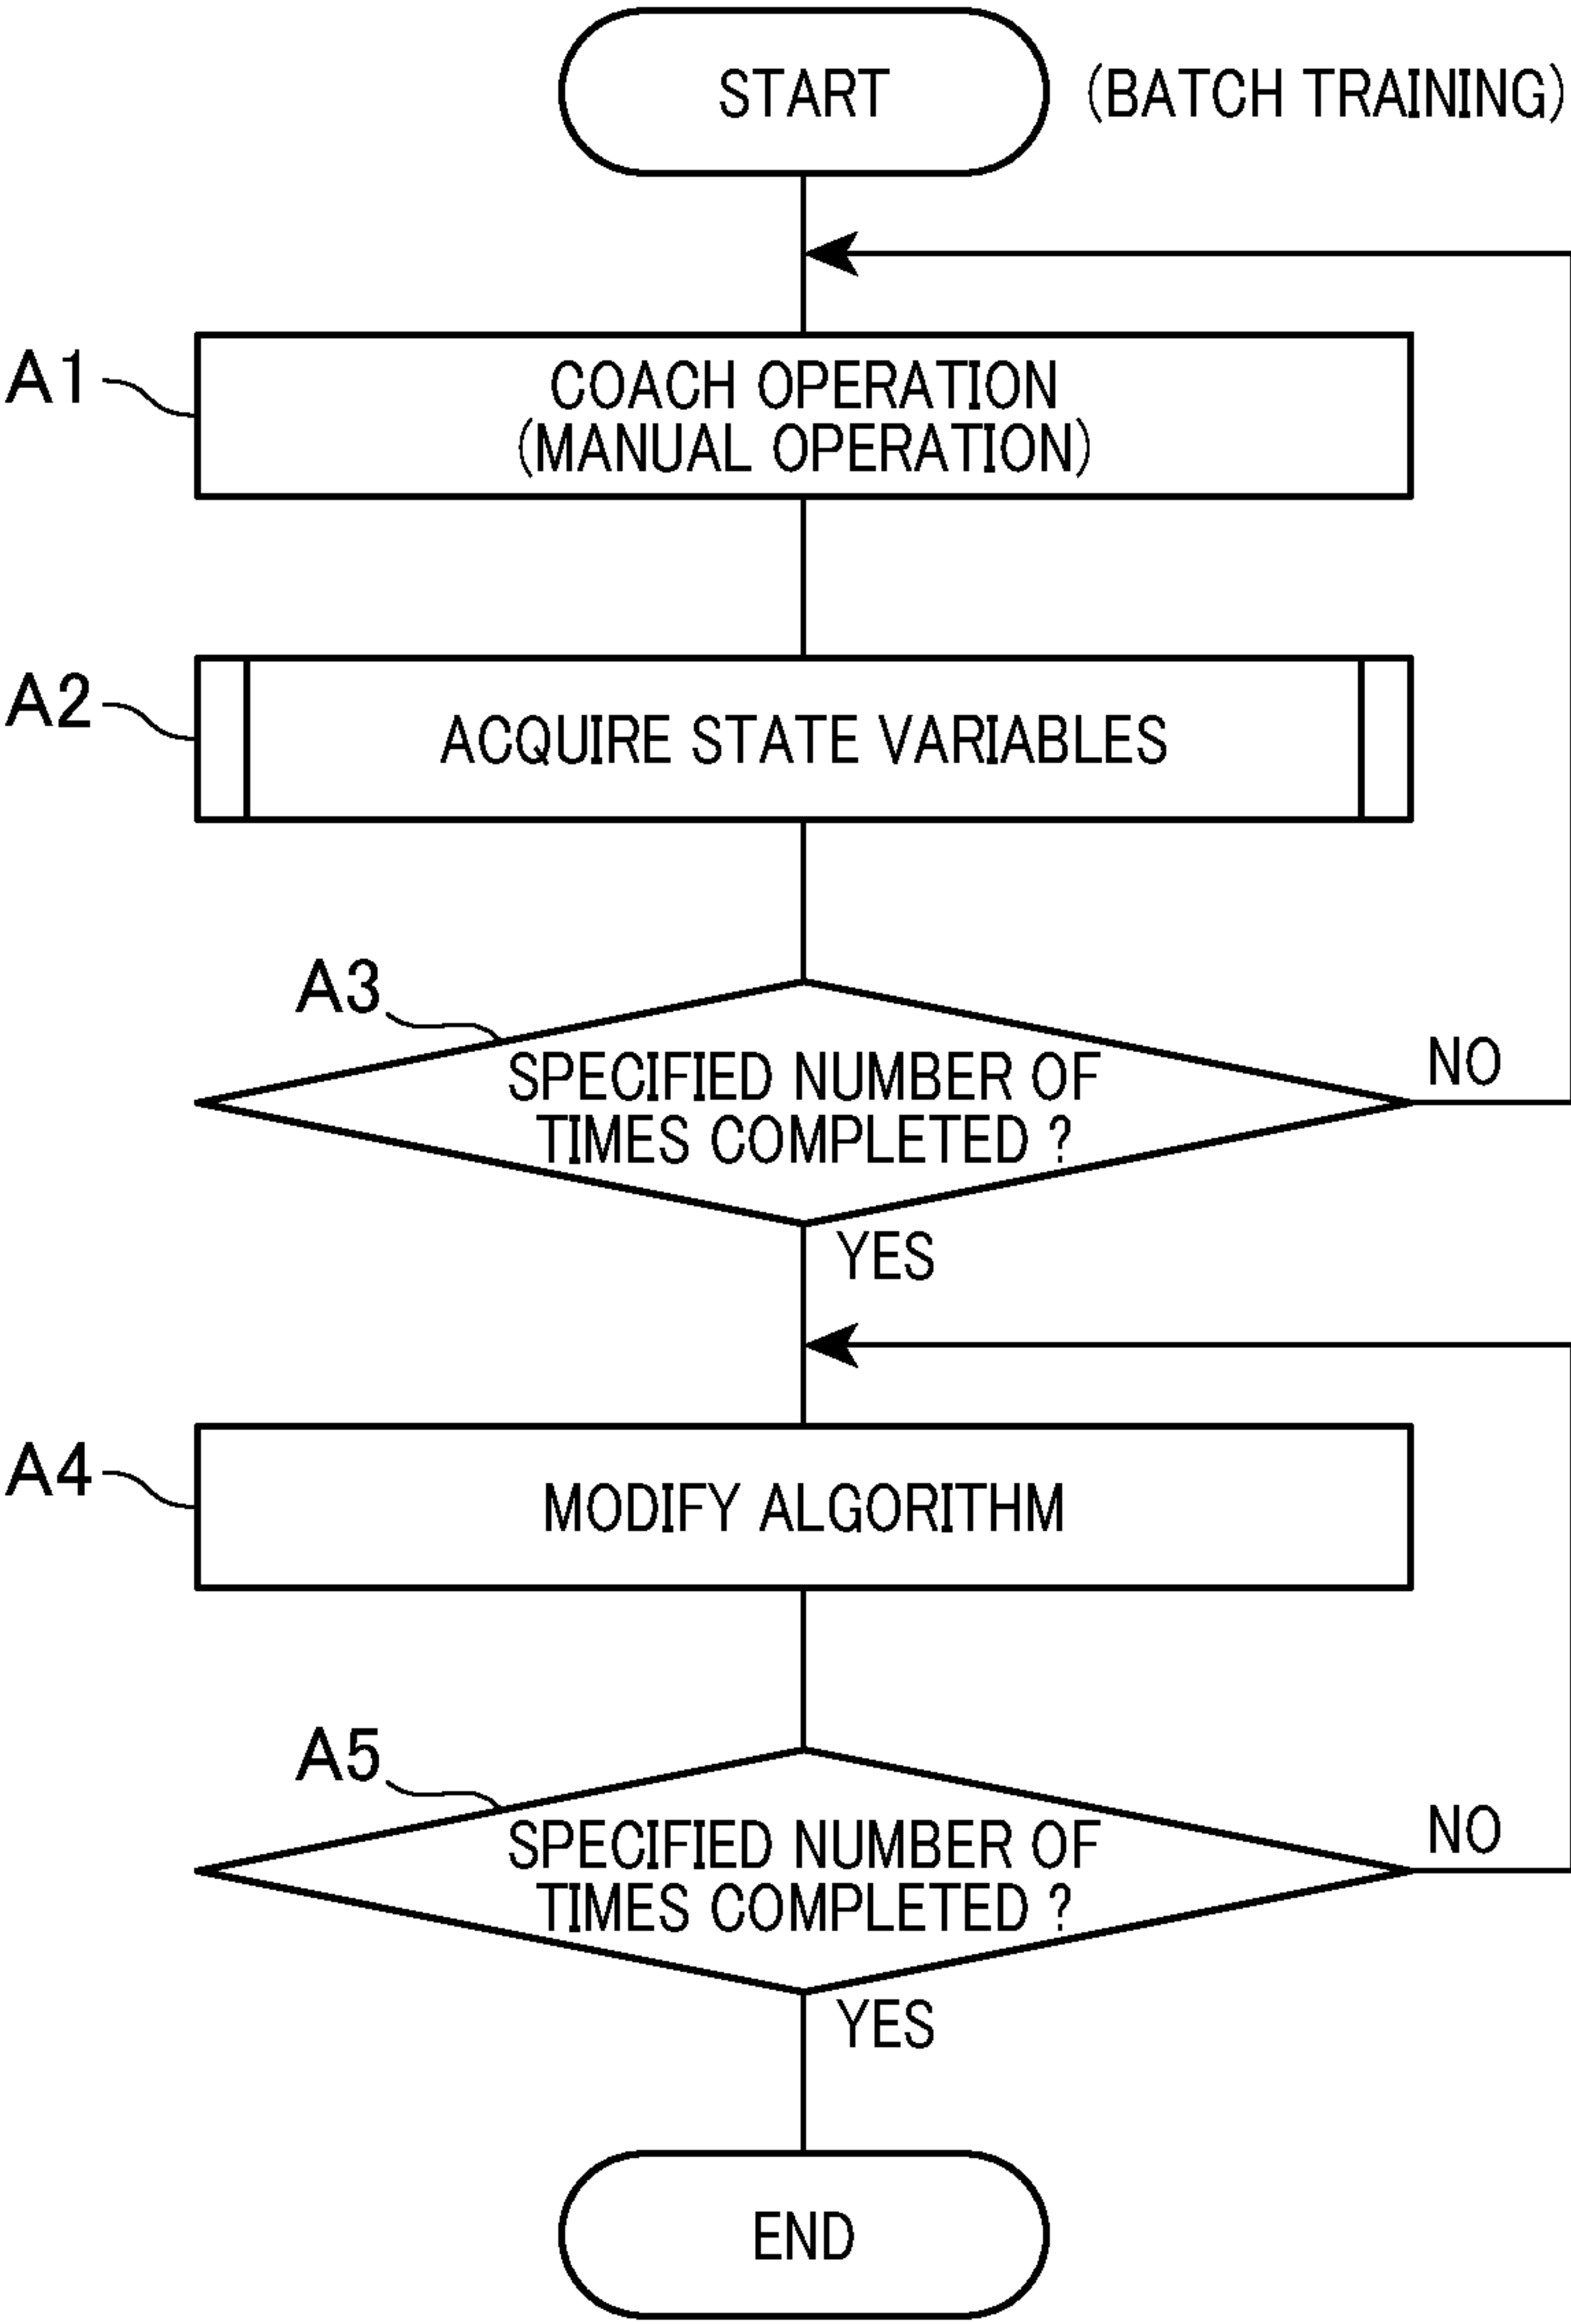 START
(BATCH TRAINING)
A1
COACH OPERATION
(MANUAL OPERATION)
A2
ACQUIRE STATE VARIABLES
A3
SPECIFIED NUMBER OF
TIMES COMPLETED ?
NO
YES
A4
MODIFY ALGORITHM
A5
SPECIFIED NUMBER OF
TIMES COMPLETED ?
NO
YES
END